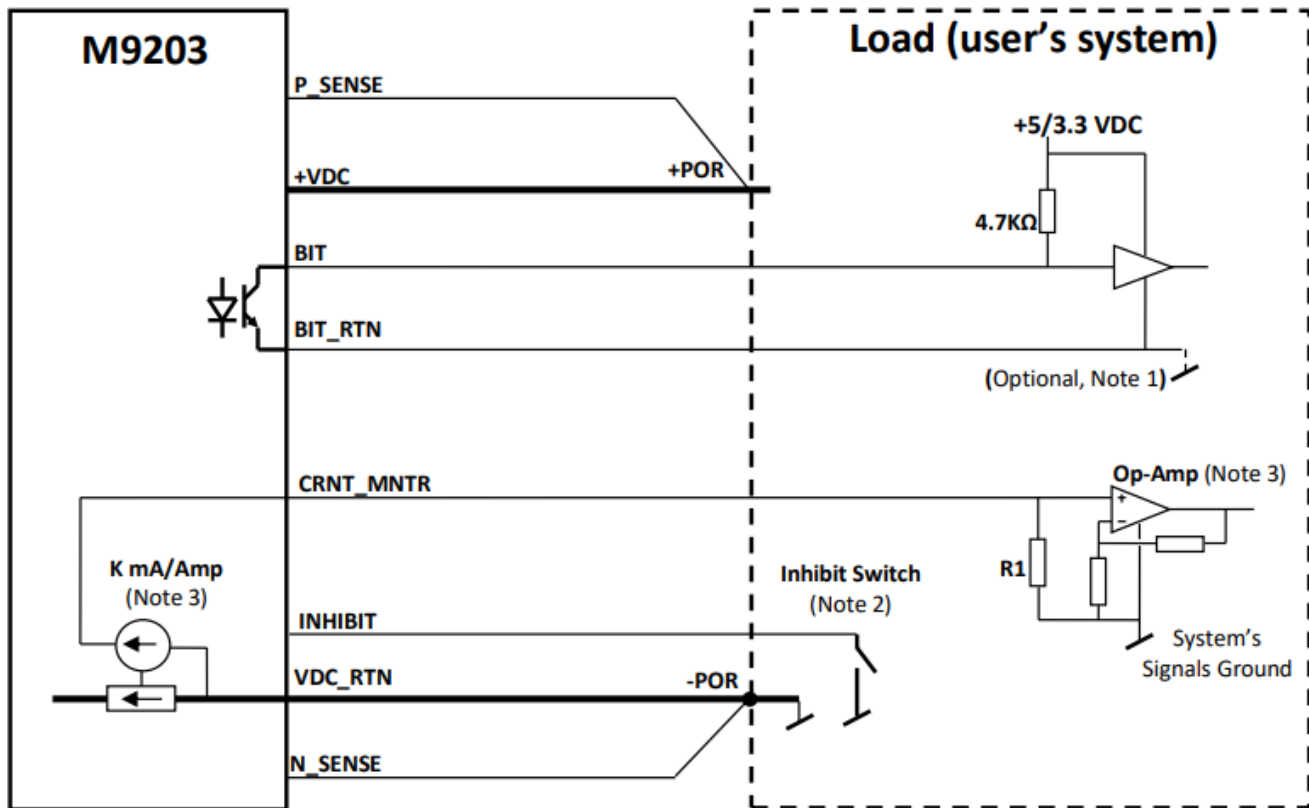 M9203
Load (user's system)
P_SENSE
+5/3.3 VDC
+VDC
+POR
4.7KΩ
BIT
BIT_RTN
(Optional, Note 1)
CRNT_MNTR
Op-Amp (Note 3)
+
−
K mA/Amp
(Note 3)
R1
Inhibit Switch
(Note 2)
INHIBIT
System's
Signals Ground
VDC_RTN
-POR
N_SENSE